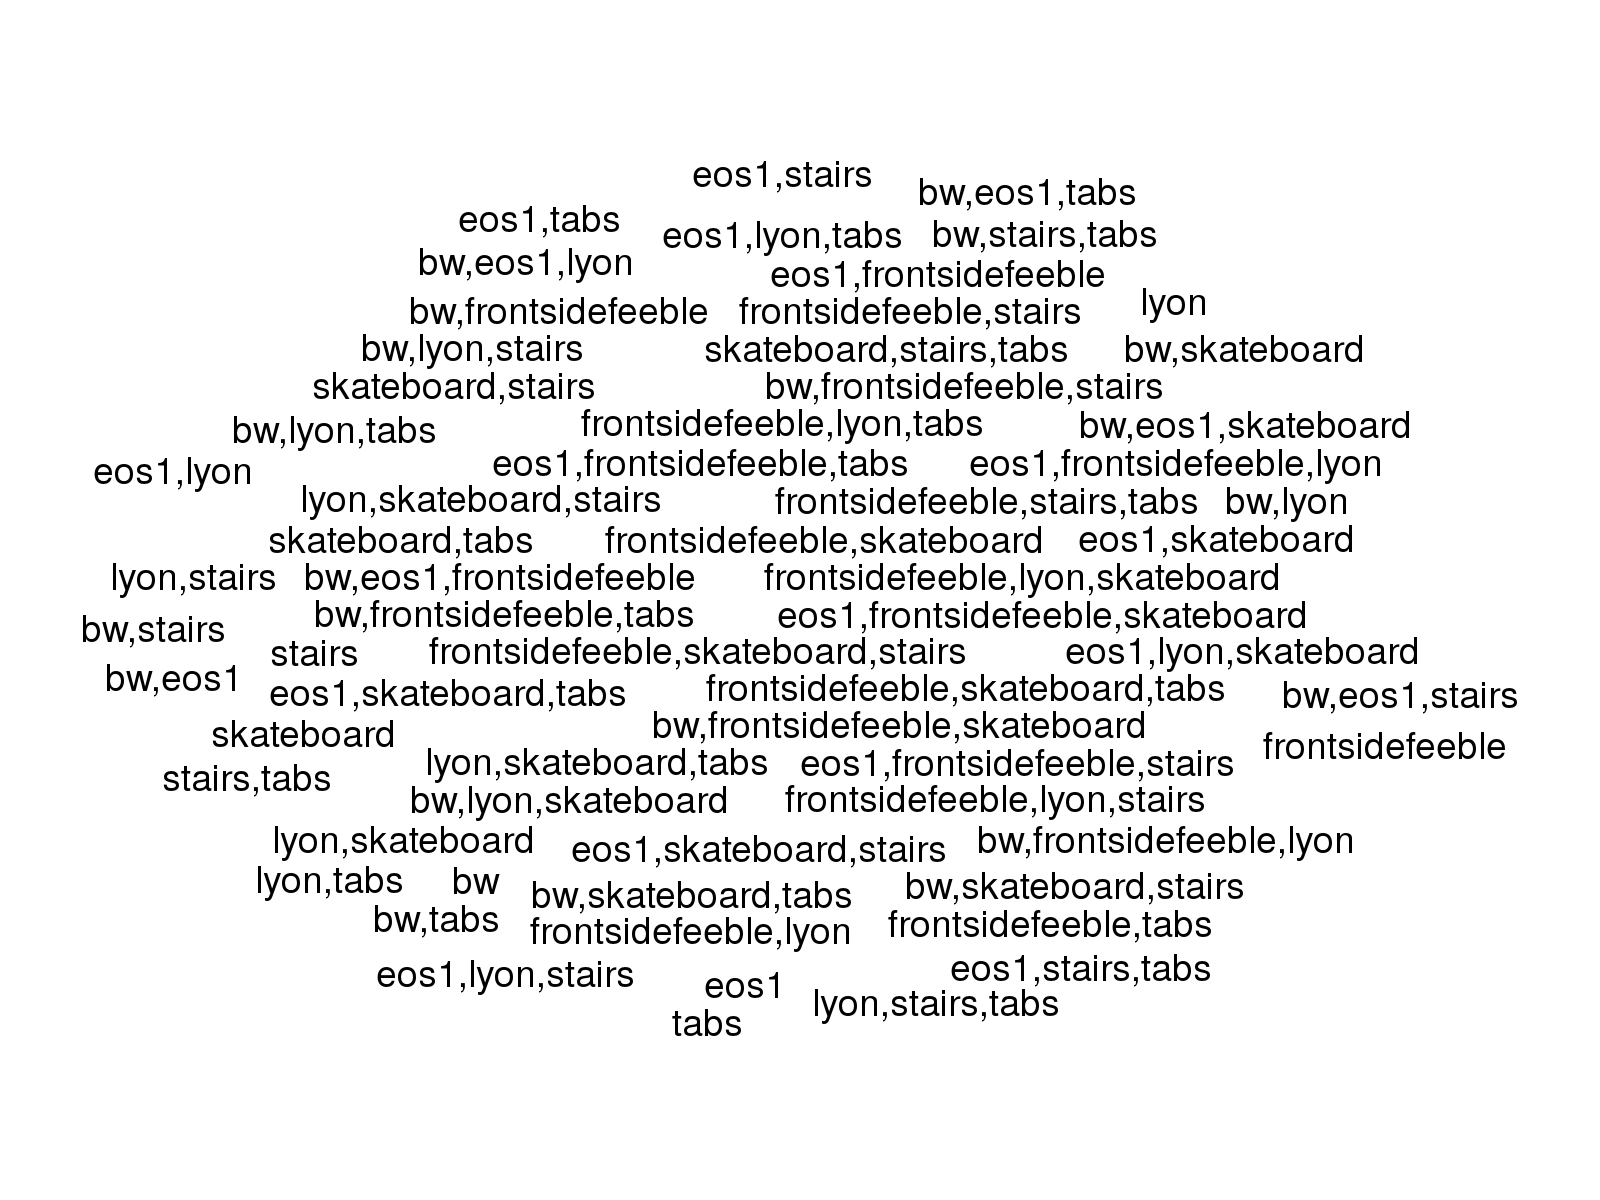 eos1,stairs
bw,eos1,tabs
eos1,tabs
eos1,lyon,tabs
bw,stairs,tabs
bw,eos1,lyon
eos1,frontsidefeeble
bw,frontsidefeeble
frontsidefeeble,stairs
lyon
bw,lyon,stairs
skateboard,stairs,tabs
bw,skateboard
skateboard,stairs
bw,frontsidefeeble,stairs
bw,lyon,tabs
frontsidefeeble,lyon,tabs
bw,eos1,skateboard
eos1,lyon
eos1,frontsidefeeble,tabs
eos1,frontsidefeeble,lyon
lyon,skateboard,stairs
frontsidefeeble,stairs,tabs
bw,lyon
skateboard,tabs
frontsidefeeble,skateboard
eos1,skateboard
lyon,stairs
bw,eos1,frontsidefeeble
frontsidefeeble,lyon,skateboard
bw,stairs
bw,frontsidefeeble,tabs
eos1,frontsidefeeble,skateboard
stairs
frontsidefeeble,skateboard,stairs
eos1,lyon,skateboard
bw,eos1
eos1,skateboard,tabs
frontsidefeeble,skateboard,tabs
bw,eos1,stairs
skateboard
bw,frontsidefeeble,skateboard
frontsidefeeble
stairs,tabs
lyon,skateboard,tabs
eos1,frontsidefeeble,stairs
bw,lyon,skateboard
frontsidefeeble,lyon,stairs
lyon,skateboard
eos1,skateboard,stairs
bw,frontsidefeeble,lyon
lyon,tabs
bw
bw,skateboard,tabs
bw,skateboard,stairs
bw,tabs
frontsidefeeble,lyon
frontsidefeeble,tabs
eos1,lyon,stairs
eos1
eos1,stairs,tabs
lyon,stairs,tabs
tabs